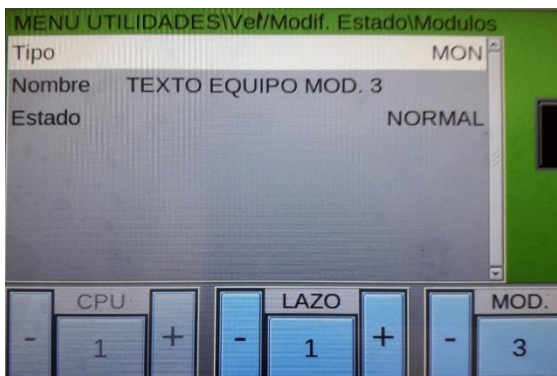 MENU UTILIDADES\Ver/Modif. Estado\Modulos
Tipo MON
Nombre TEXTO EQUIPO MOD. 3
Estado NORMAL
CPU LAZO MOD.
- 1 + - 1 + - 3